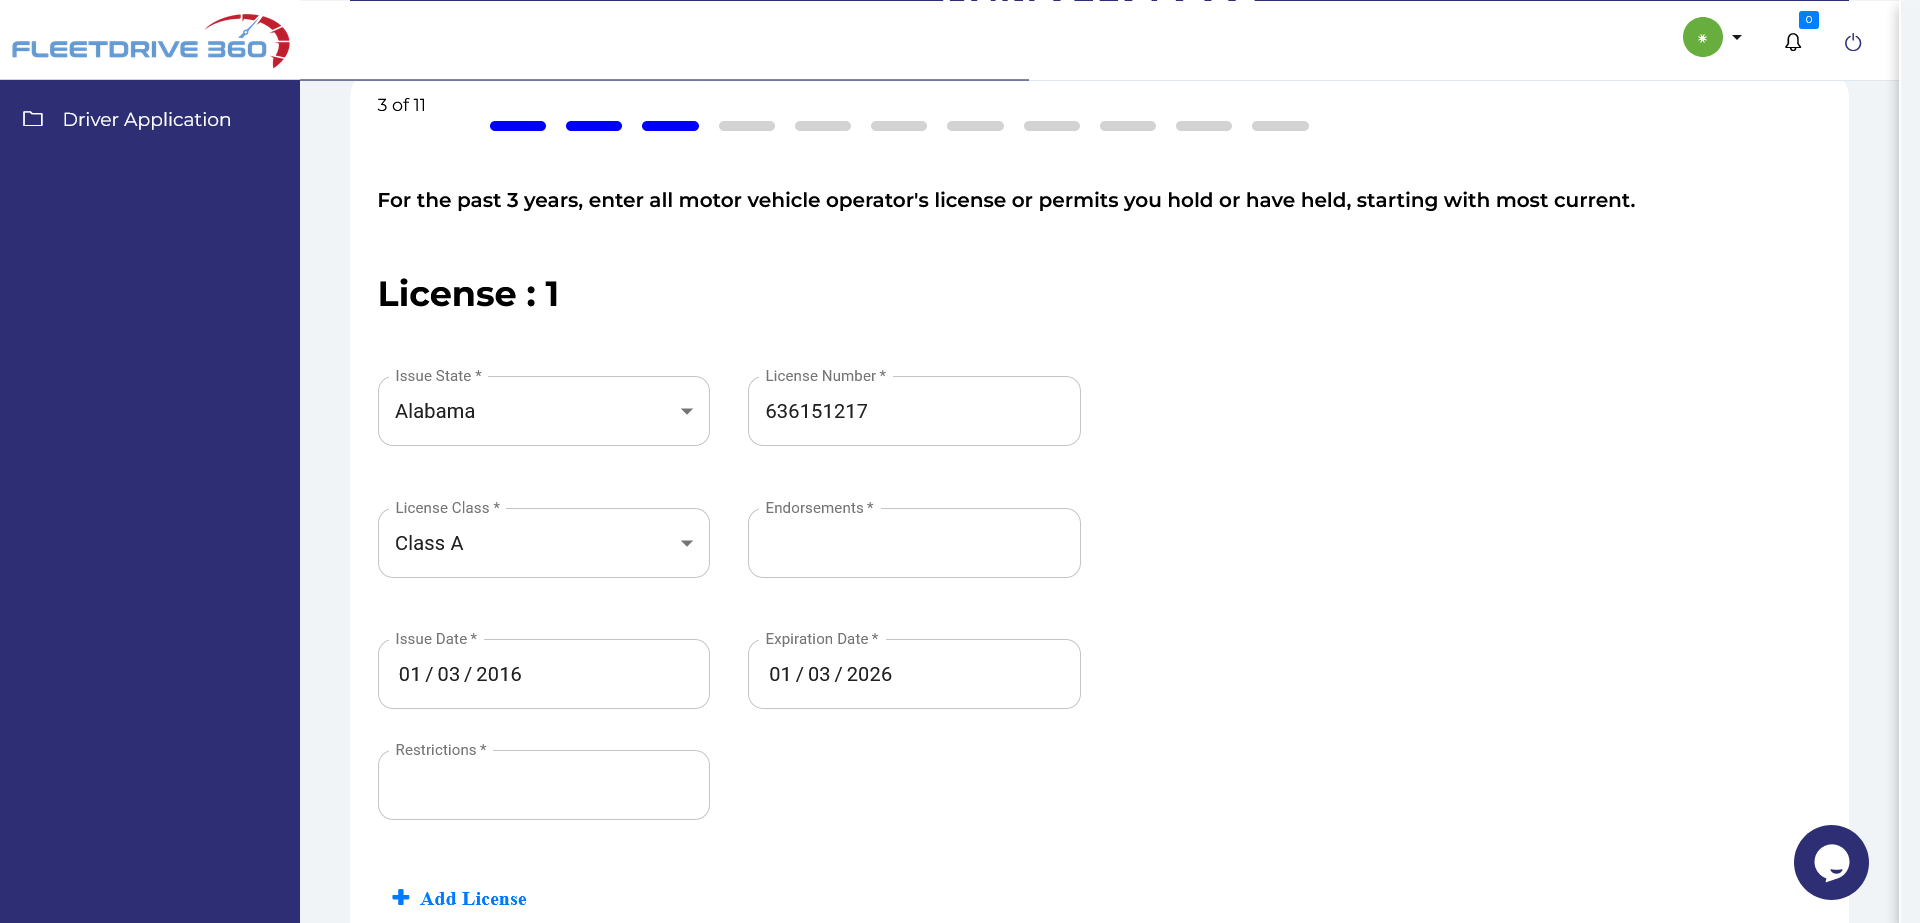 FLEETDRIVE 360
0
Driver Application
3 of 11
For the past 3 years, enter all motor vehicle operator's license or permits you hold or have held, starting with most current.
License : 1
Issue State *
Alabama
License Number *
636151217
License Class *
Class A
Endorsements *
Issue Date *
01 / 03 / 2016
Expiration Date *
01 / 03 / 2026
Restrictions *
Add License